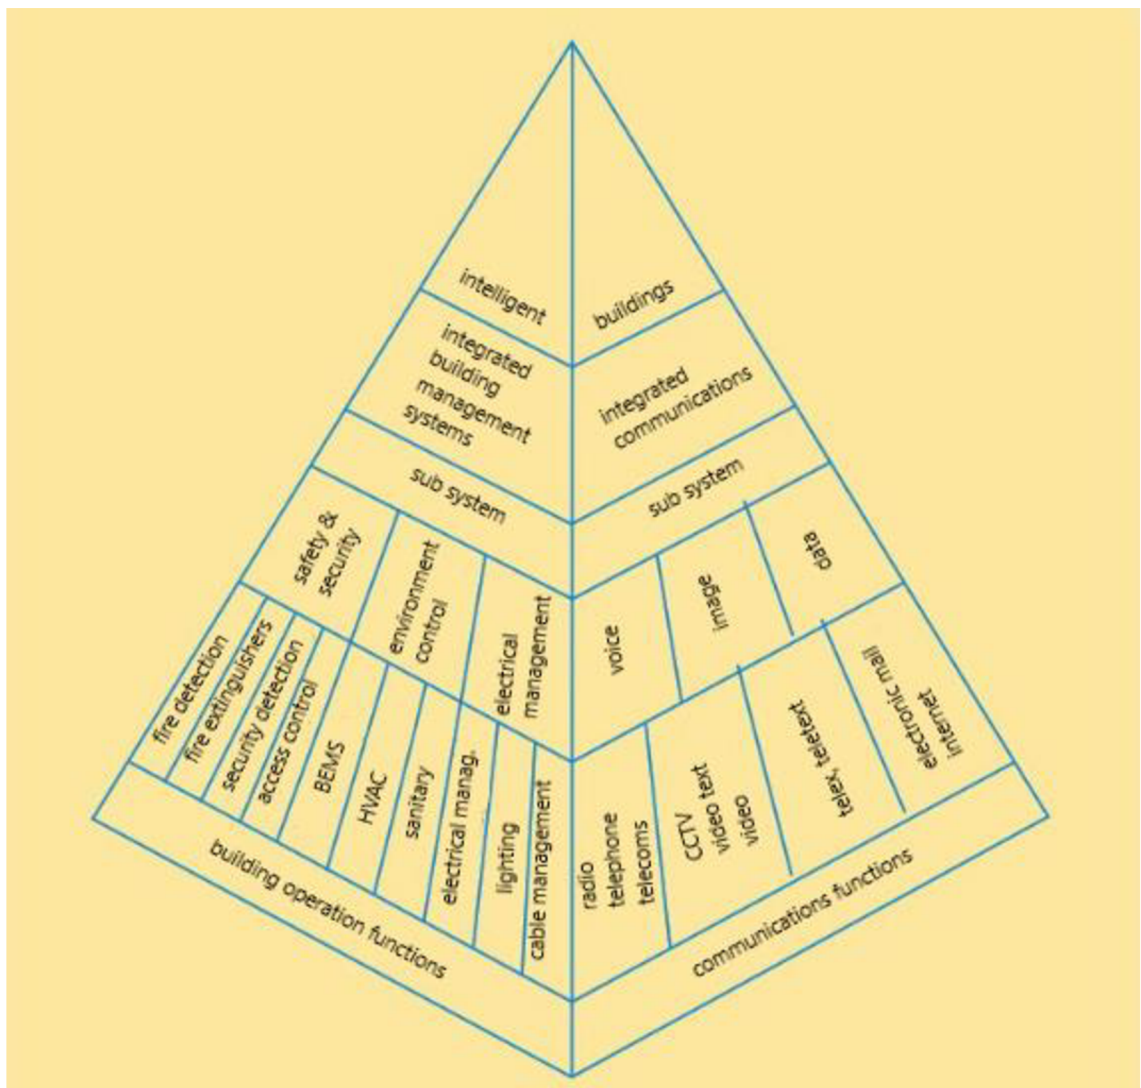 intelligent
buildings
integrated
building
management
systems
integrated
communications
sub system
sub system
safety &
security
environment
control
electrical
management
voice
image
data
fire detection
fire extinguishers
security detection
access control
BEMS
HVAC
sanitary
electrical manag.
lighting
cable management
radio
telephone
telecoms
CCTV
video text
video
telex, teletext
electronic mail
internet
building operation functions
communications functions